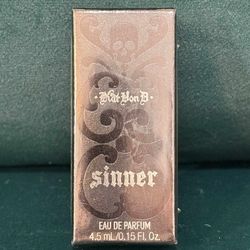 Kat Von D
sinner
EAU DE PARFUM
4.5 mL/0.15 Fl. Oz.